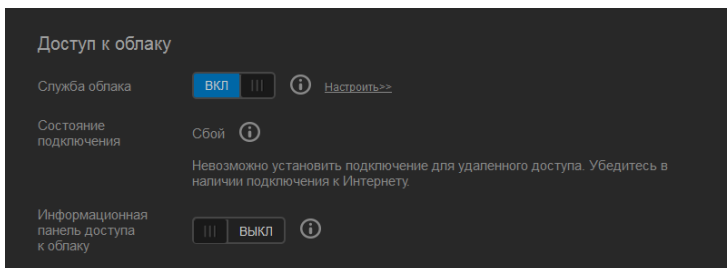 Доступ к облаку
Служба облака ВКЛ Настроить>>
Состояние
подключения
Сбой
Невозможно установить подключение для удаленного доступа. Убедитесь в
наличии подключения к Интернету.
Информационная
панель доступа
к облаку
ВЫКЛ